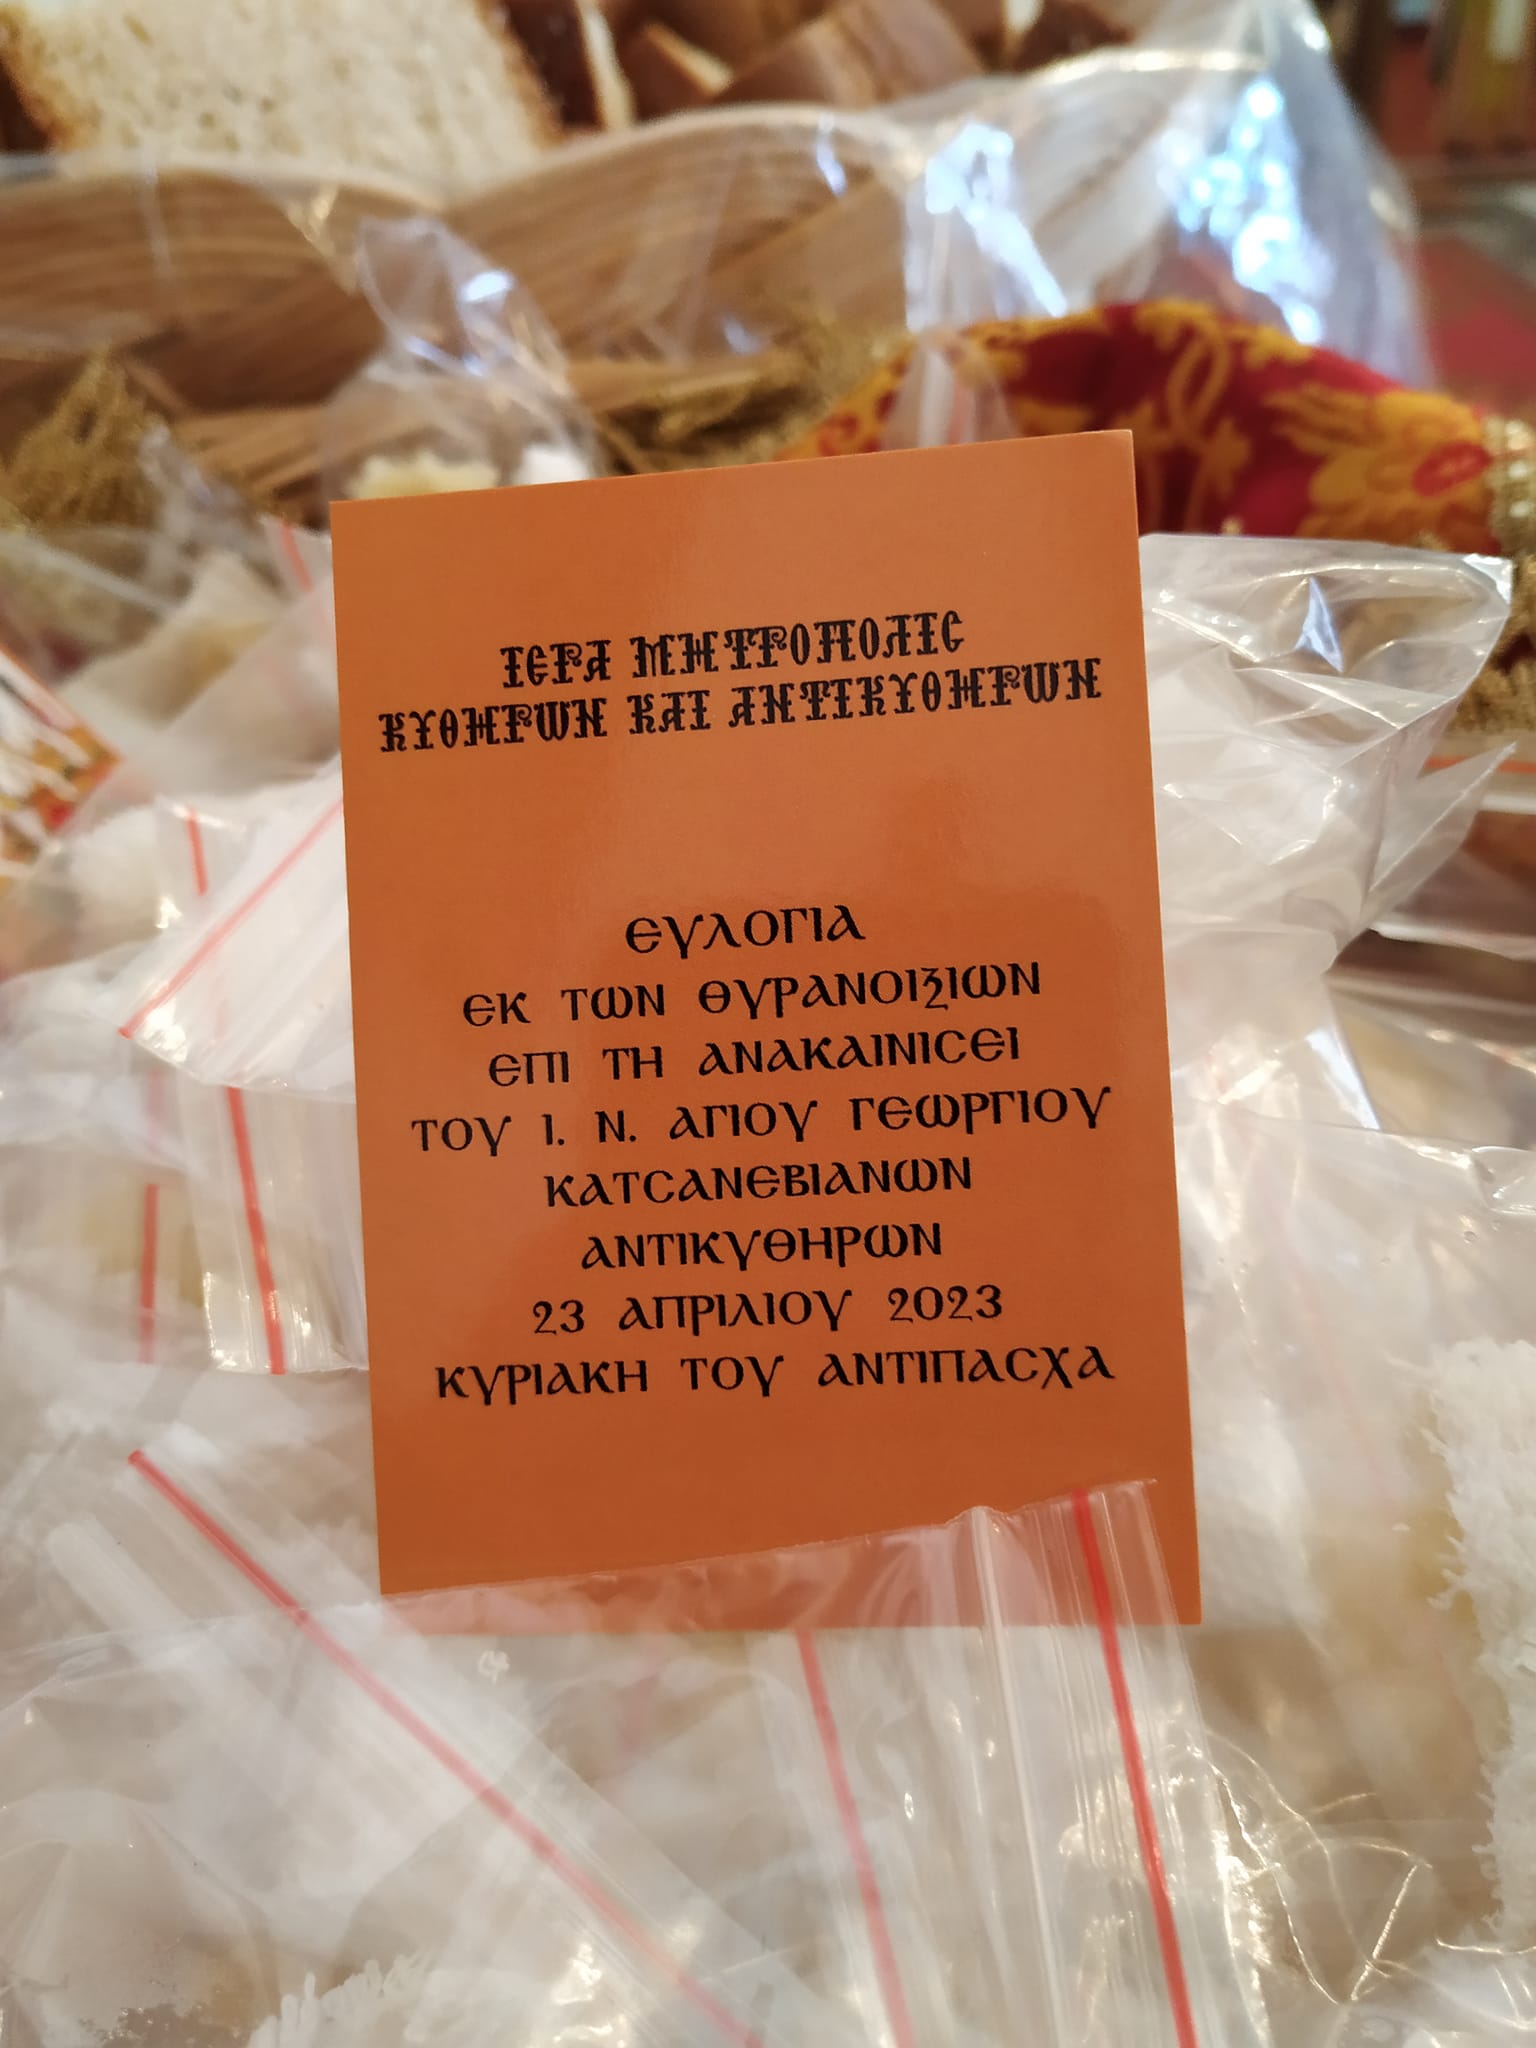 ΙΕΡΑ ΜΗΤΡΟΠΟΛΙϹ
ΚΥΘΗΡΩΝ ΚΑΙ ΑΝΤΙΚΥΘΗΡΩΝ
ΕΥΛΟΓΙΑ
ΕΚ ΤΩΝ ΘΥΡΑΝΟΙΞΙΩΝ
ΕΠΙ ΤΗ ΑΝΑΚΑΙΝΙϹΕΙ
ΤΟΥ Ι. Ν. ΑΓΙΟΥ ΓΕΩΡΓΙΟΥ
ΚΑΤϹΑΝΕΒΙΑΝΩΝ
ΑΝΤΙΚΥΘΗΡΩΝ
23 ΑΠΡΙΛΙΟΥ 2023
ΚΥΡΙΑΚΗ ΤΟΥ ΑΝΤΙΠΑϹΧΑ